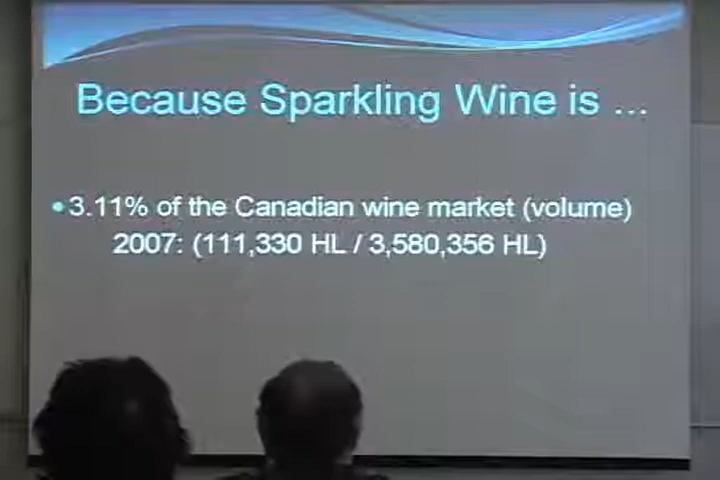 Because Sparkling Wine is ...
•3.11% of the Canadian wine market (volume)
2007: (111,330 HL / 3,580,356 HL)